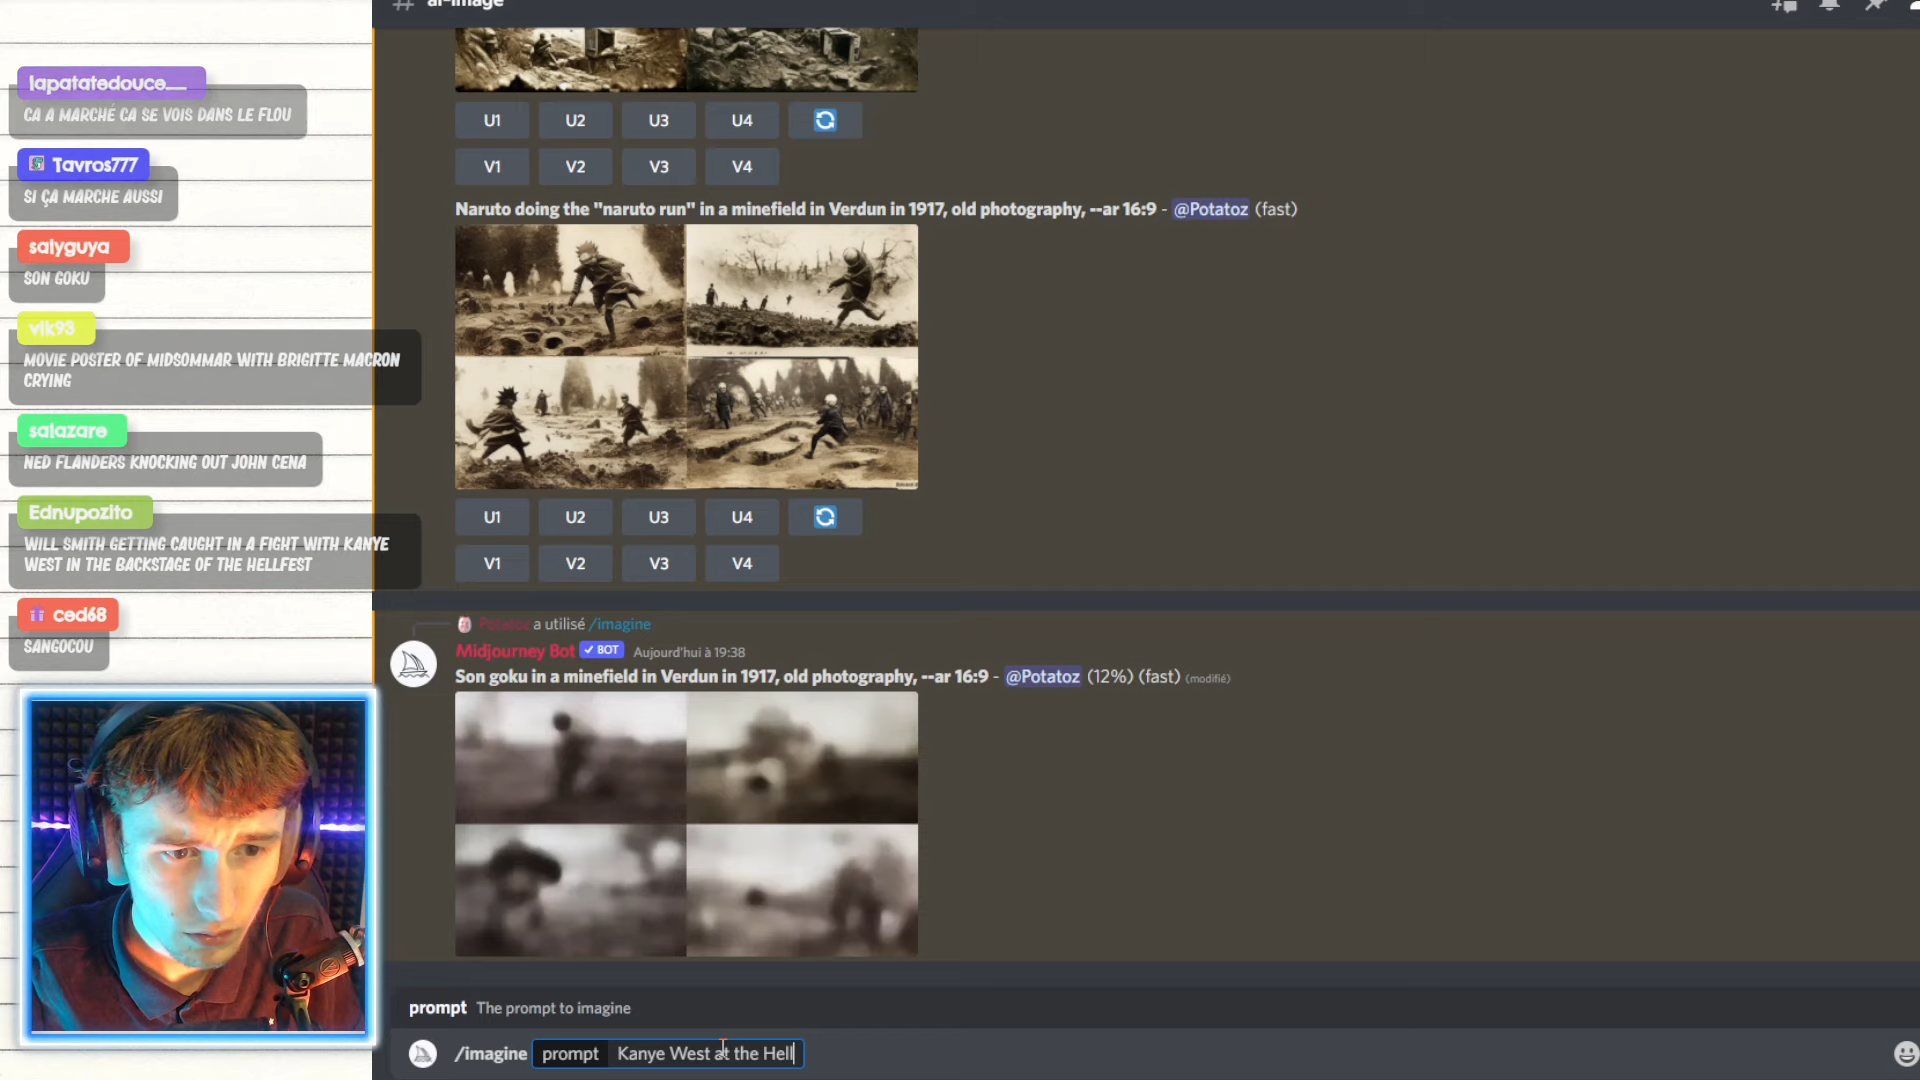 ai-image
lapatatedouce__
CA A MARCHÉ CA SE VOIS DANS LE FLOU
Tavros777
SI ÇA MARCHE AUSSI
salyguya
SON GOKU
vik93
MOVIE POSTER OF MIDSOMMAR WITH BRIGITTE MACRON
CRYING
salazare
NED FLANDERS KNOCKING OUT JOHN CENA
Ednupozito
WILL SMITH GETTING CAUGHT IN A FIGHT WITH KANYE
WEST IN THE BACKSTAGE OF THE HELLFEST
ced68
SANGOCOU
U1 U2 U3 U4
V1 V2 V3 V4
Naruto doing the "naruto run" in a minefield in Verdun in 1917, old photography, --ar 16:9 - @Potatoz (fast)
U1 U2 U3 U4
V1 V2 V3 V4
Potatoz a utilisé /imagine
Midjourney Bot ✓ BOT Aujourd'hui à 19:38
Son goku in a minefield in Verdun in 1917, old photography, --ar 16:9 - @Potatoz (12%) (fast) (modifié)
prompt The prompt to imagine
/imagine prompt Kanye West at the Hell